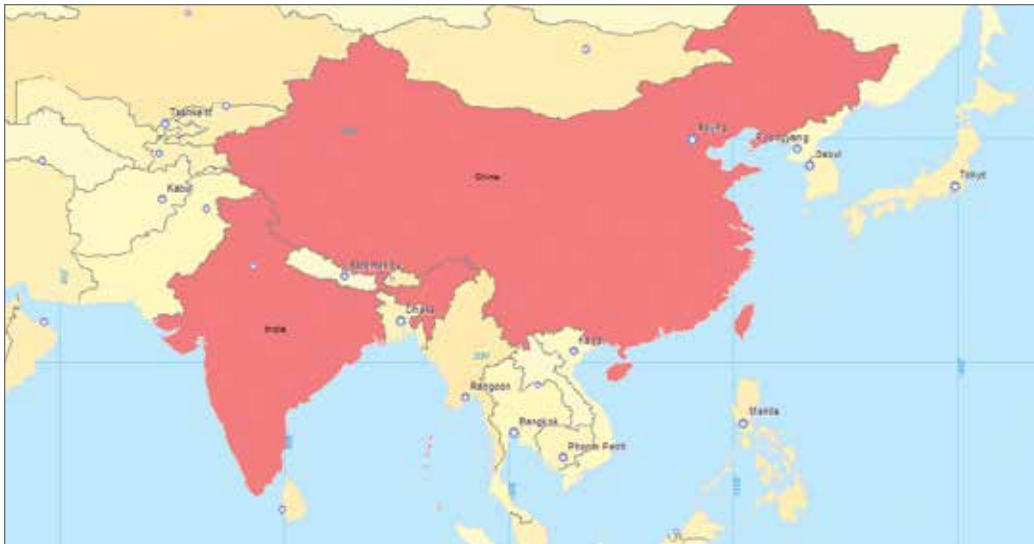 Tashkent
Beijing
Pyongyang
Seoul
Kabul
China
Tokyo
Dhaka
India
Rangoon
Manila
Bangkok
Phnom Penh